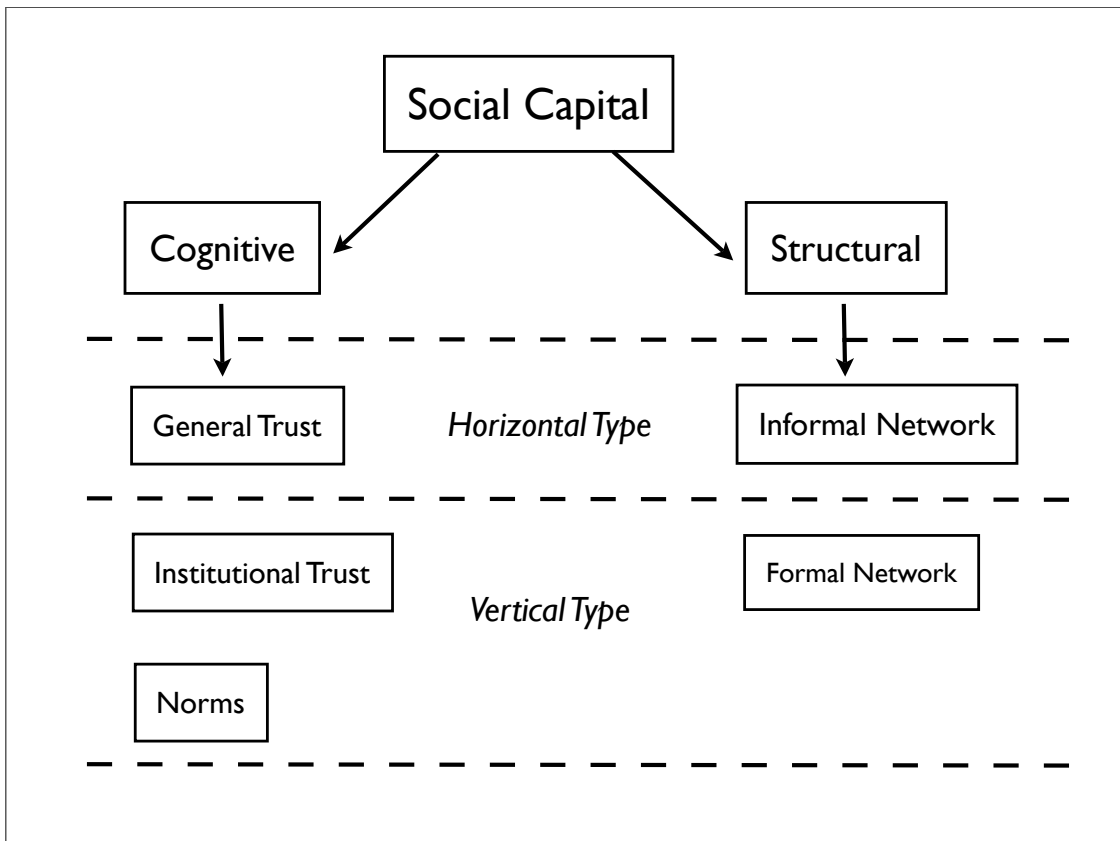 Social Capital
Cognitive
Structural
General Trust
Horizontal Type
Informal Network
Institutional Trust
Formal Network
Vertical Type
Norms